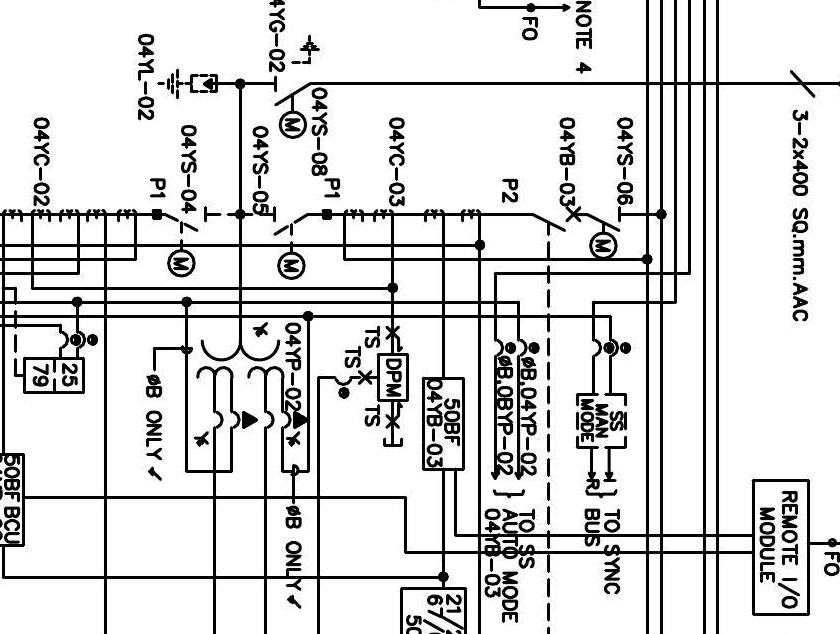 NOTE 4
FO
04YG-02
04YL-02
3-2x400 SQ.mm.AAC
04YS-06
04YB-03
P2
04YC-03
P1
04YS-08
M
04YS-05
04YS-04
P1
04YC-02
M
M
M
04YP-02
TS
TS
DPM
TS
50BF
04YB-03
ØB,04YP-02
ØB,0BYP-02
SS
MAN
MODE
H
R
TO SYNC
BUS
TO SS
AUTO MODE
04YB-03
REMOTE I/O
MODULE
FO
25
79
ØB ONLY
ØB ONLY
50BF BCU
21/
67/
50